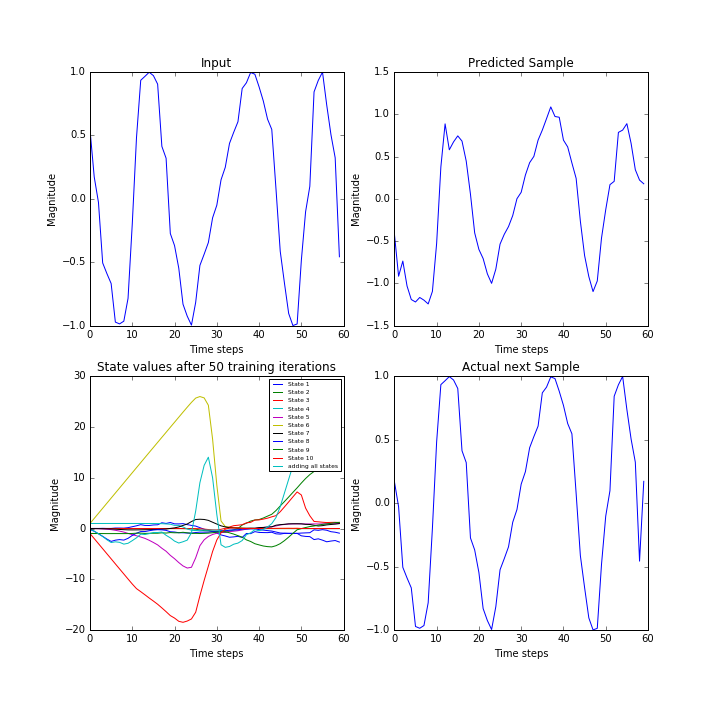 Input
Magnitude
1.0
0.5
0.0
−0.5
−1.0
0 10 20 30 40 50 60
Time steps
Predicted Sample
Magnitude
1.5
1.0
0.5
0.0
−0.5
−1.0
−1.5
0 10 20 30 40 50 60
Time steps
State values after 50 training iterations
Magnitude
30
20
10
0
−10
−20
0 10 20 30 40 50 60
Time steps
State 1
State 2
State 3
State 4
State 5
State 6
State 7
State 8
State 9
State 10
adding all states
Actual next Sample
Magnitude
1.0
0.5
0.0
−0.5
−1.0
0 10 20 30 40 50 60
Time steps